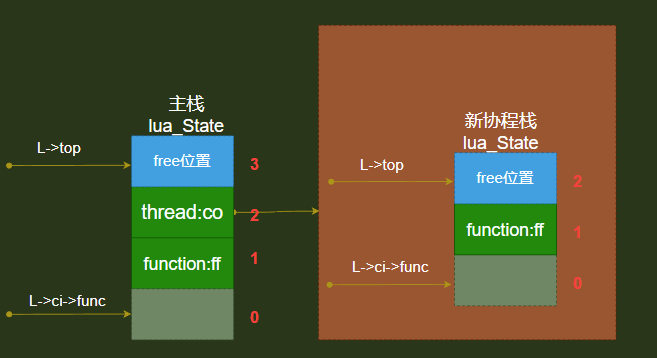 主栈
lua_State
L->top
free位置
3
thread:co
2
function:ff
1
L->ci->func
0
新协程栈
lua_State
L->top
free位置
2
function:ff
1
L->ci->func
0